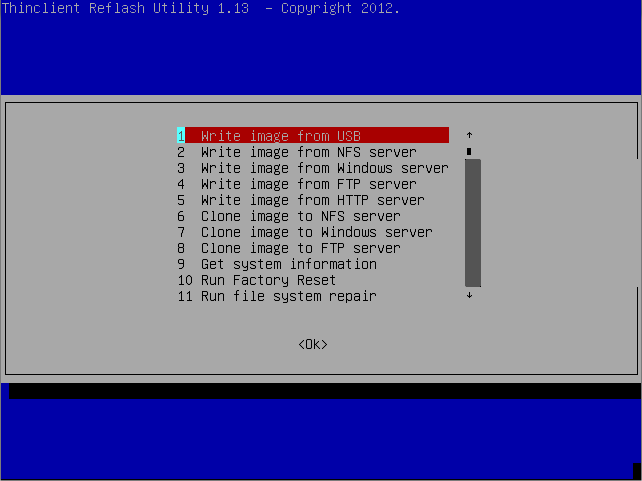 Thinclient Reflash Utility 1.13 - Copyright 2012.
1 Write image from USB
2 Write image from NFS server
3 Write image from Windows server
4 Write image from FTP server
5 Write image from HTTP server
6 Clone image to NFS server
7 Clone image to Windows server
8 Clone image to FTP server
9 Get system information
10 Run Factory Reset
11 Run file system repair
<Ok>